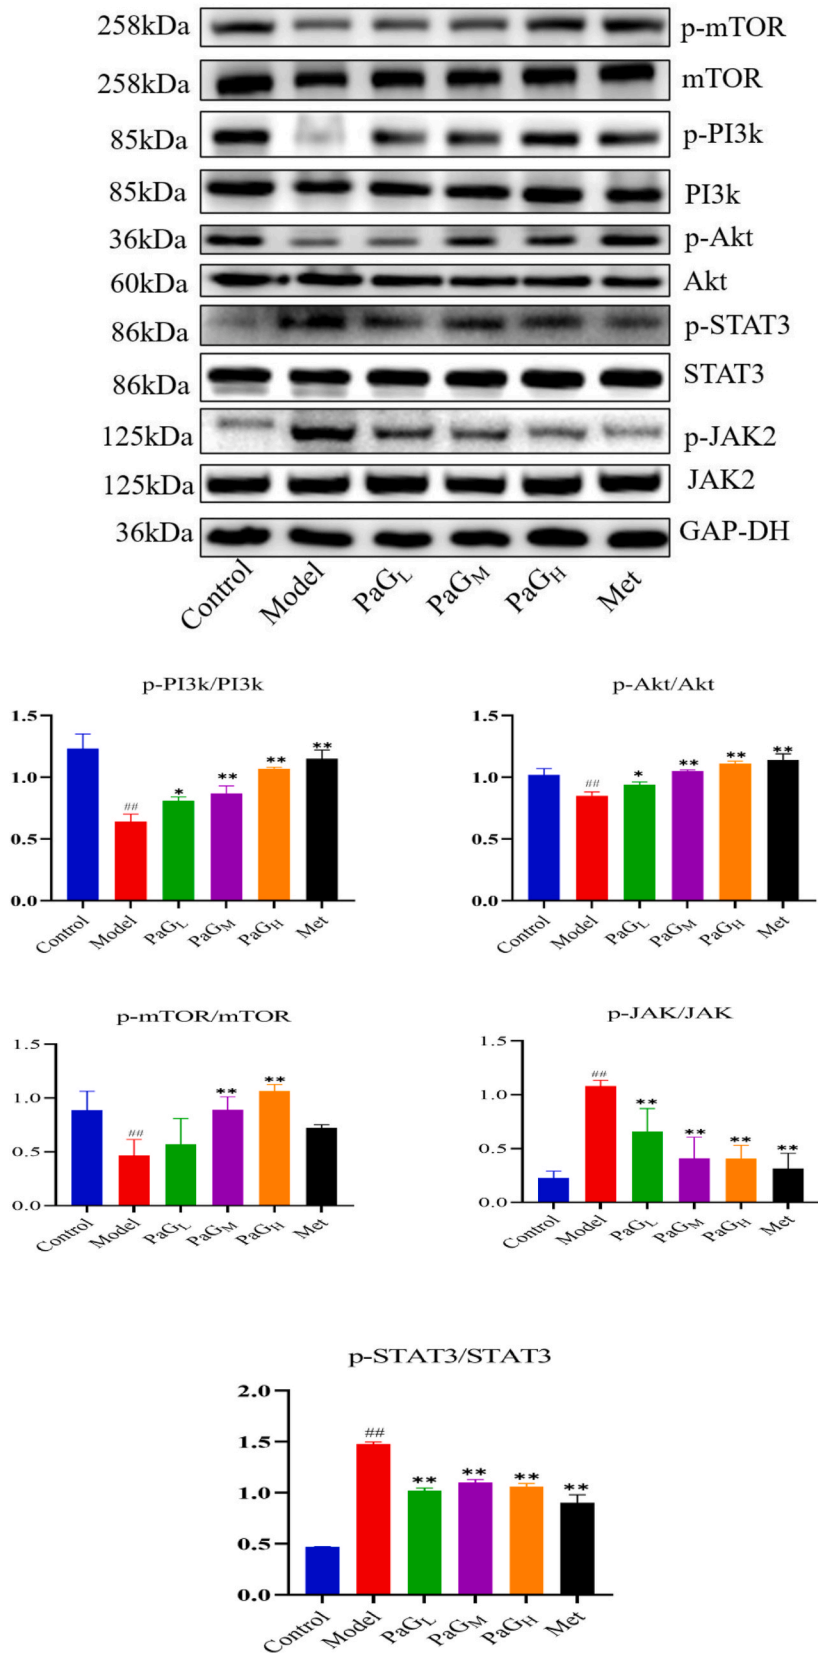 258kDa p-mTOR
258kDa mTOR
85kDa p-PI3k
85kDa PI3k
36kDa p-Akt
60kDa Akt
86kDa p-STAT3
86kDa STAT3
125kDa p-JAK2
125kDa JAK2
36kDa GAP-DH
Control Model PaGL PaGM PaGH Met
p-PI3k/PI3k
1.5
1.0
0.5
0.0
## * ** ** **
Control Model PaGL PaGM PaGH Met
p-Akt/Akt
1.5
1.0
0.5
0.0
## * ** ** **
Control Model PaGL PaGM PaGH Met
p-mTOR/mTOR
1.5
1.0
0.5
0.0
## ** **
Control Model PaGL PaGM PaGH Met
p-JAK/JAK
1.5
1.0
0.5
0.0
## ** ** ** **
Control Model PaGL PaGM PaGH Met
p-STAT3/STAT3
2.0
1.5
1.0
0.5
0.0
## ** ** ** **
Control Model PaGL PaGM PaGH Met